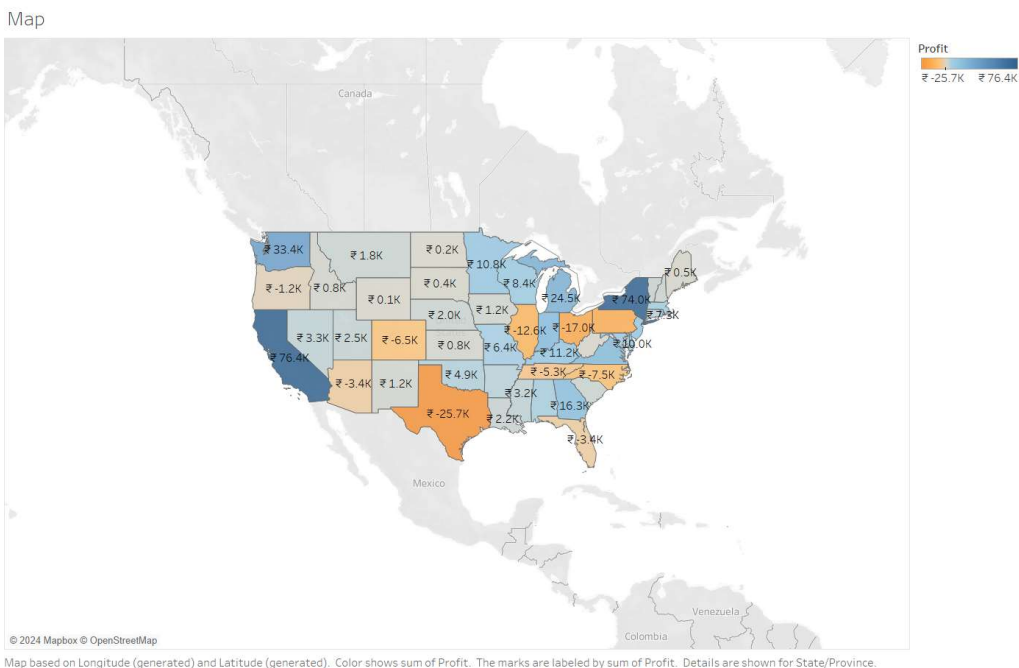 Map
Profit
₹ -25.7K ₹ 76.4K
Canada
₹ 33.4K
₹ 1.8K
₹ 0.2K
₹ 10.8K
₹ 0.5K
₹ -1.2K
₹ 0.8K
₹ 0.4K
₹ 8.4K
₹ 0.1K
₹ 24.5K
₹ 74.0K
₹ 2.0K
₹ 1.2K
₹ 7.3K
₹ 76.4K
₹ 3.3K
₹ 2.5K
₹ -6.5K
₹ 0.8K
₹ 6.4K
₹ -12.6K
₹ -17.0K
₹ 10.0K
₹ 11.2K
₹ -3.4K
₹ 1.2K
₹ 4.9K
₹ -5.3K
₹ -7.5K
₹ 3.2K
₹ -25.7K
₹ 2.2K
₹ 16.3K
₹ -3.4K
Mexico
Venezuela
Colombia
© 2024 Mapbox © OpenStreetMap
Map based on Longitude (generated) and Latitude (generated). Color shows sum of Profit. The marks are labeled by sum of Profit. Details are shown for State/Province.